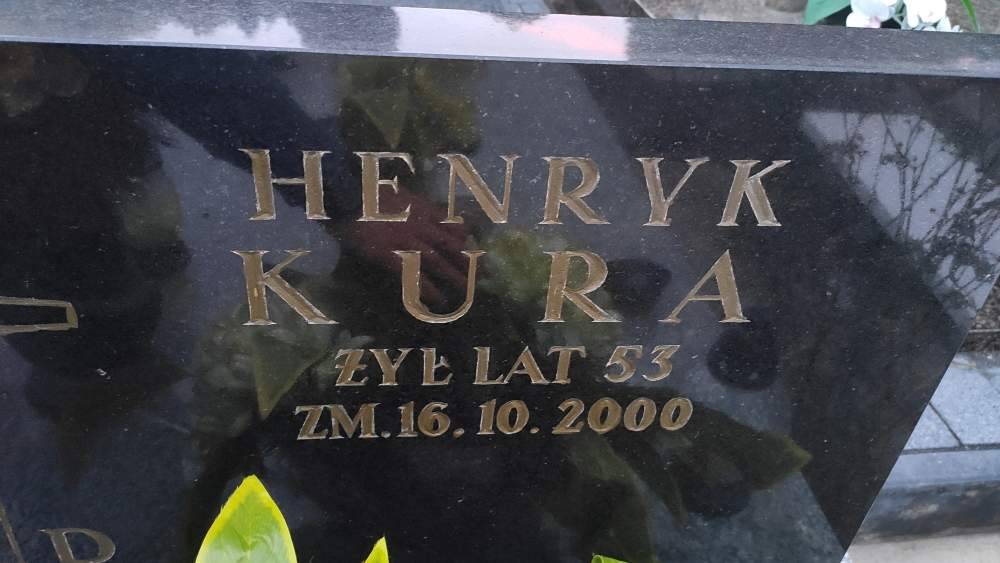 HENRYK
KURA
ŻYŁ LAT 53
ZM. 16. 10. 2000